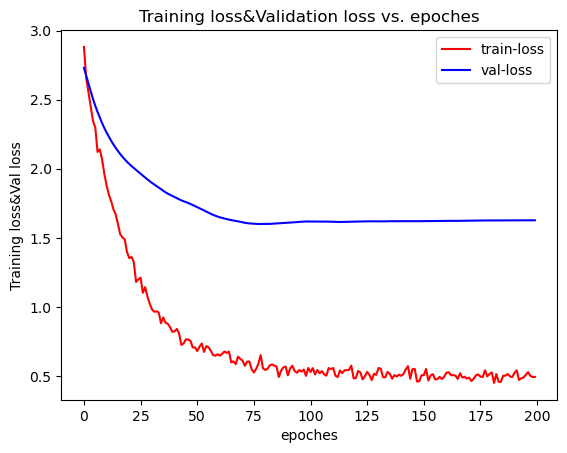 Training loss&Validation loss vs. epoches
3.0
2.5
2.0
1.5
1.0
0.5
Training loss&Val loss
train-loss
val-loss
0 25 50 75 100 125 150 175 200
epoches